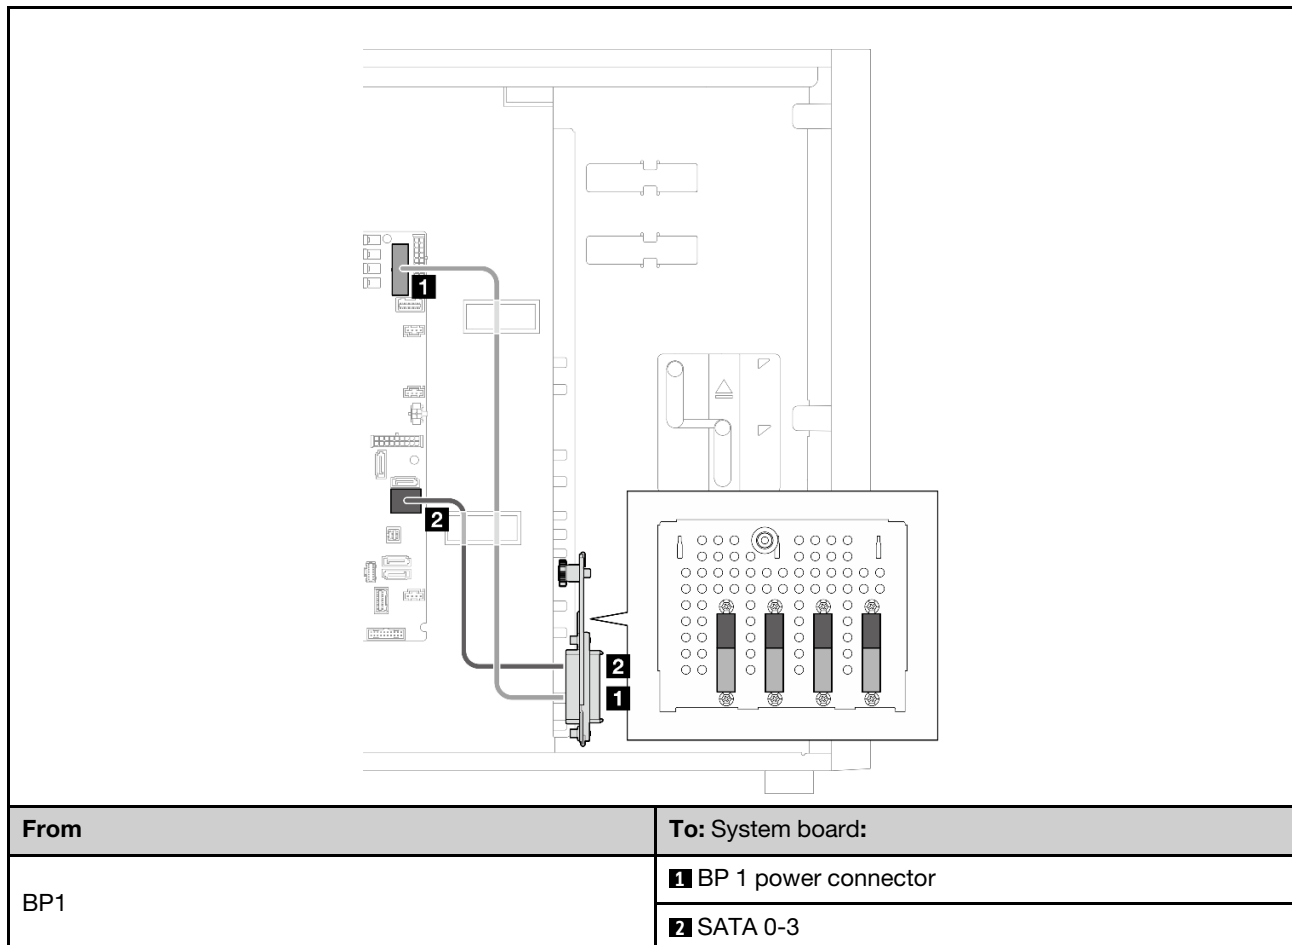 1
2
2
1
From
To: System board:
BP1
1 BP 1 power connector
2 SATA 0-3